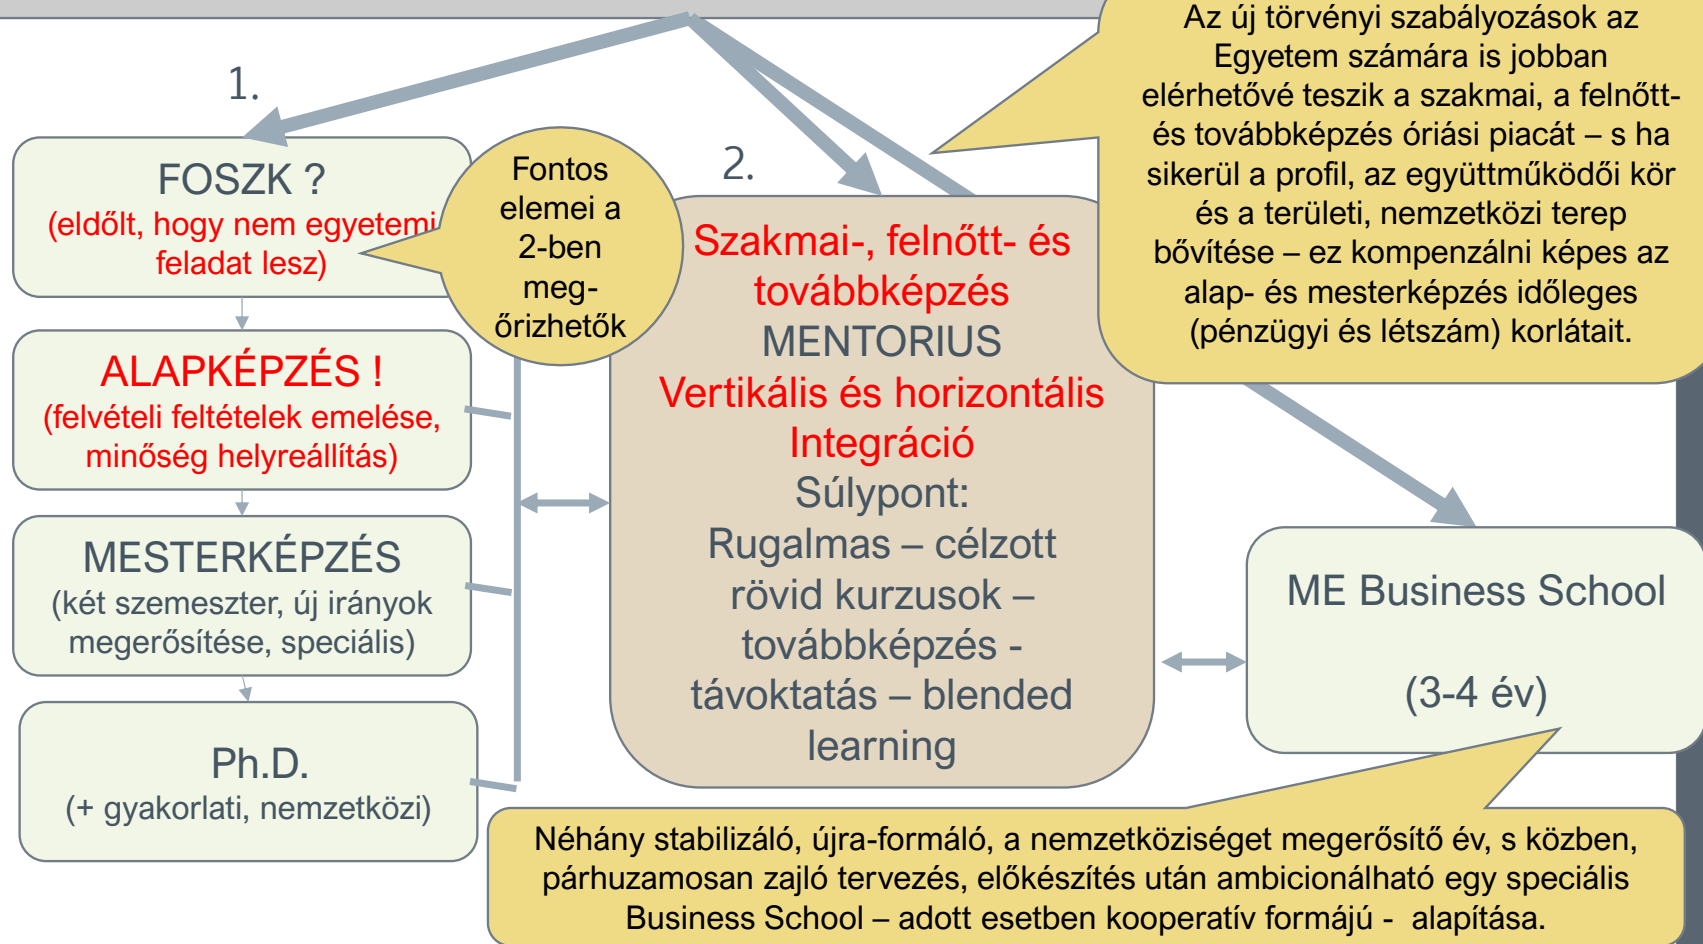 1.
FOSZK ?
(eldőlt, hogy nem egyetemi
feladat lesz)
Fontos
elemei a
2-ben
meg-
őrizhetők
ALAPKÉPZÉS !
(felvételi feltételek emelése,
minőség helyreállítás)
MESTERKÉPZÉS
(két szemeszter, új irányok
megerősítése, speciális)
Ph.D.
(+ gyakorlati, nemzetközi)
2.
Szakmai-, felnőtt- és
továbbképzés
MENTORIUS
Vertikális és horizontális
Integráció
Súlypont:
Rugalmas – célzott
rövid kurzusok –
továbbképzés -
távoktatás – blended
learning
Az új törvényi szabályozások az
Egyetem számára is jobban
elérhetővé teszik a szakmai, a felnőtt-
és továbbképzés óriási piacát – s ha
sikerül a profil, az együttműködői kör
és a területi, nemzetközi terep
bővítése – ez kompenzálni képes az
alap- és mesterképzés időleges
(pénzügyi és létszám) korlátait.
ME Business School
(3-4 év)
Néhány stabilizáló, újra-formáló, a nemzetköziséget megerősítő év, s közben,
párhuzamosan zajló tervezés, előkészítés után ambicionálható egy speciális
Business School – adott esetben kooperatív formájú - alapítása.